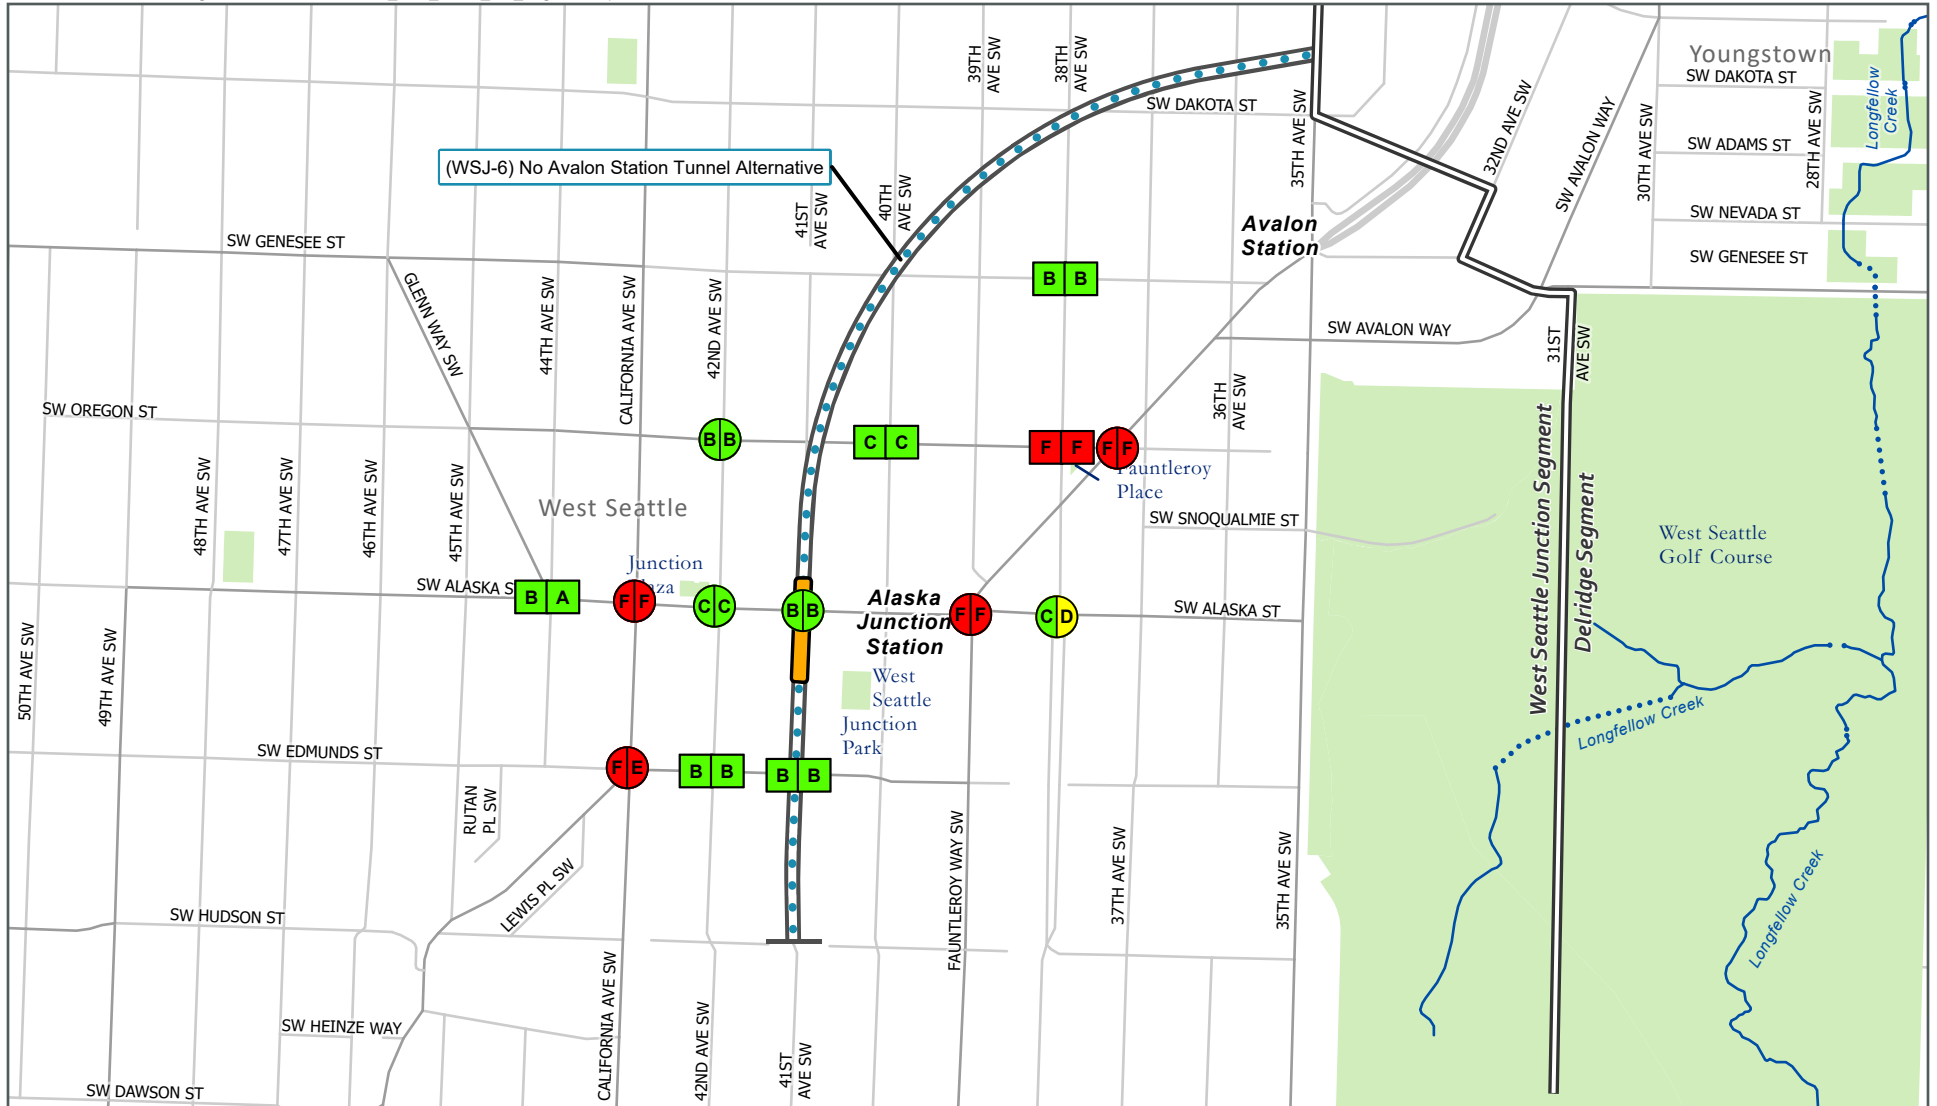 Youngstown
39TH
AVE SW
38TH
AVE SW
SW DAKOTA ST
SW DAKOTA ST
35TH AVE SW
32ND AVE SW
SW AVALON WAY
30TH AVE SW
28TH AVE SW
Longfellow
Creek
SW ADAMS ST
(WSJ-6) No Avalon Station Tunnel Alternative
41ST
AVE SW
40TH
AVE SW
SW NEVADA ST
Avalon
Station
SW GENESEE ST
SW GENESEE ST
B B
GLENN WAY SW
44TH AVE SW
CALIFORNIA AVE SW
42ND AVE SW
SW AVALON WAY
31ST
AVE SW
36TH
AVE SW
SW OREGON ST
B B
C C
F F
F F
Fauntleroy
Place
48TH AVE SW
47TH AVE SW
46TH AVE SW
45TH AVE SW
West Seattle
SW SNOQUALMIE ST
West Seattle Junction Segment
Delridge Segment
West Seattle
Golf Course
Junction
SW ALASKA S
B A
F F
C C
B B
Alaska
Junction
Station
F F
C D
SW ALASKA ST
50TH AVE SW
49TH AVE SW
West
Seattle
Junction
Park
Longfellow Creek
SW EDMUNDS ST
F E
B B
B B
RUTAN
PL SW
LEWIS PL SW
FAUNTLEROY WAY SW
37TH AVE SW
35TH AVE SW
Longfellow Creek
SW HUDSON ST
CALIFORNIA AVE SW
42ND AVE SW
41ST
AVE SW
SW HEINZE WAY
SW DAWSON ST